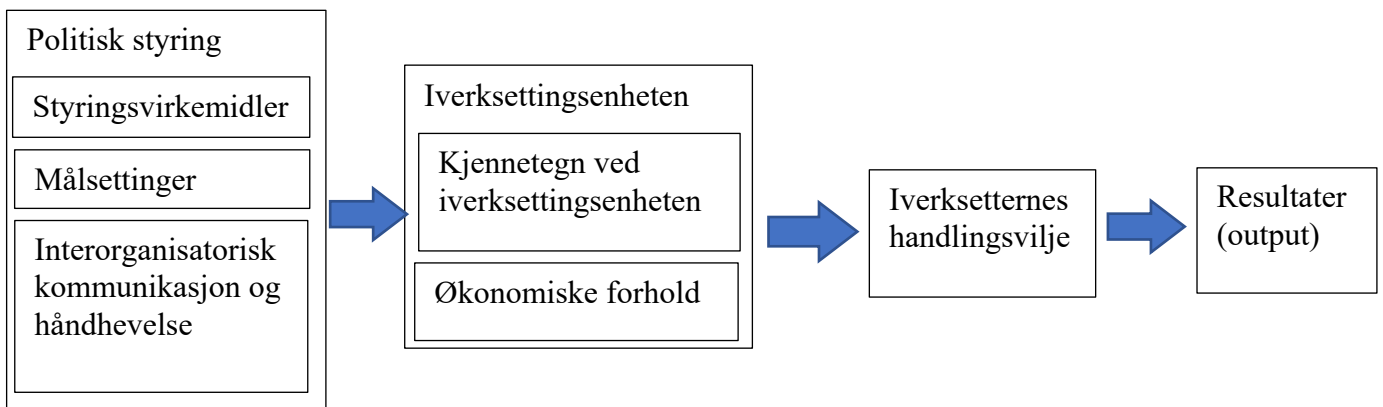 Politisk styring
Styringsvirkemidler
Målsettinger
Interorganisatorisk
kommunikasjon og
håndhevelse
Iverksettingsenheten
Kjennetegn ved
iverksettingsenheten
Økonomiske forhold
Iverksetternes
handlingsvilje
Resultater
(output)